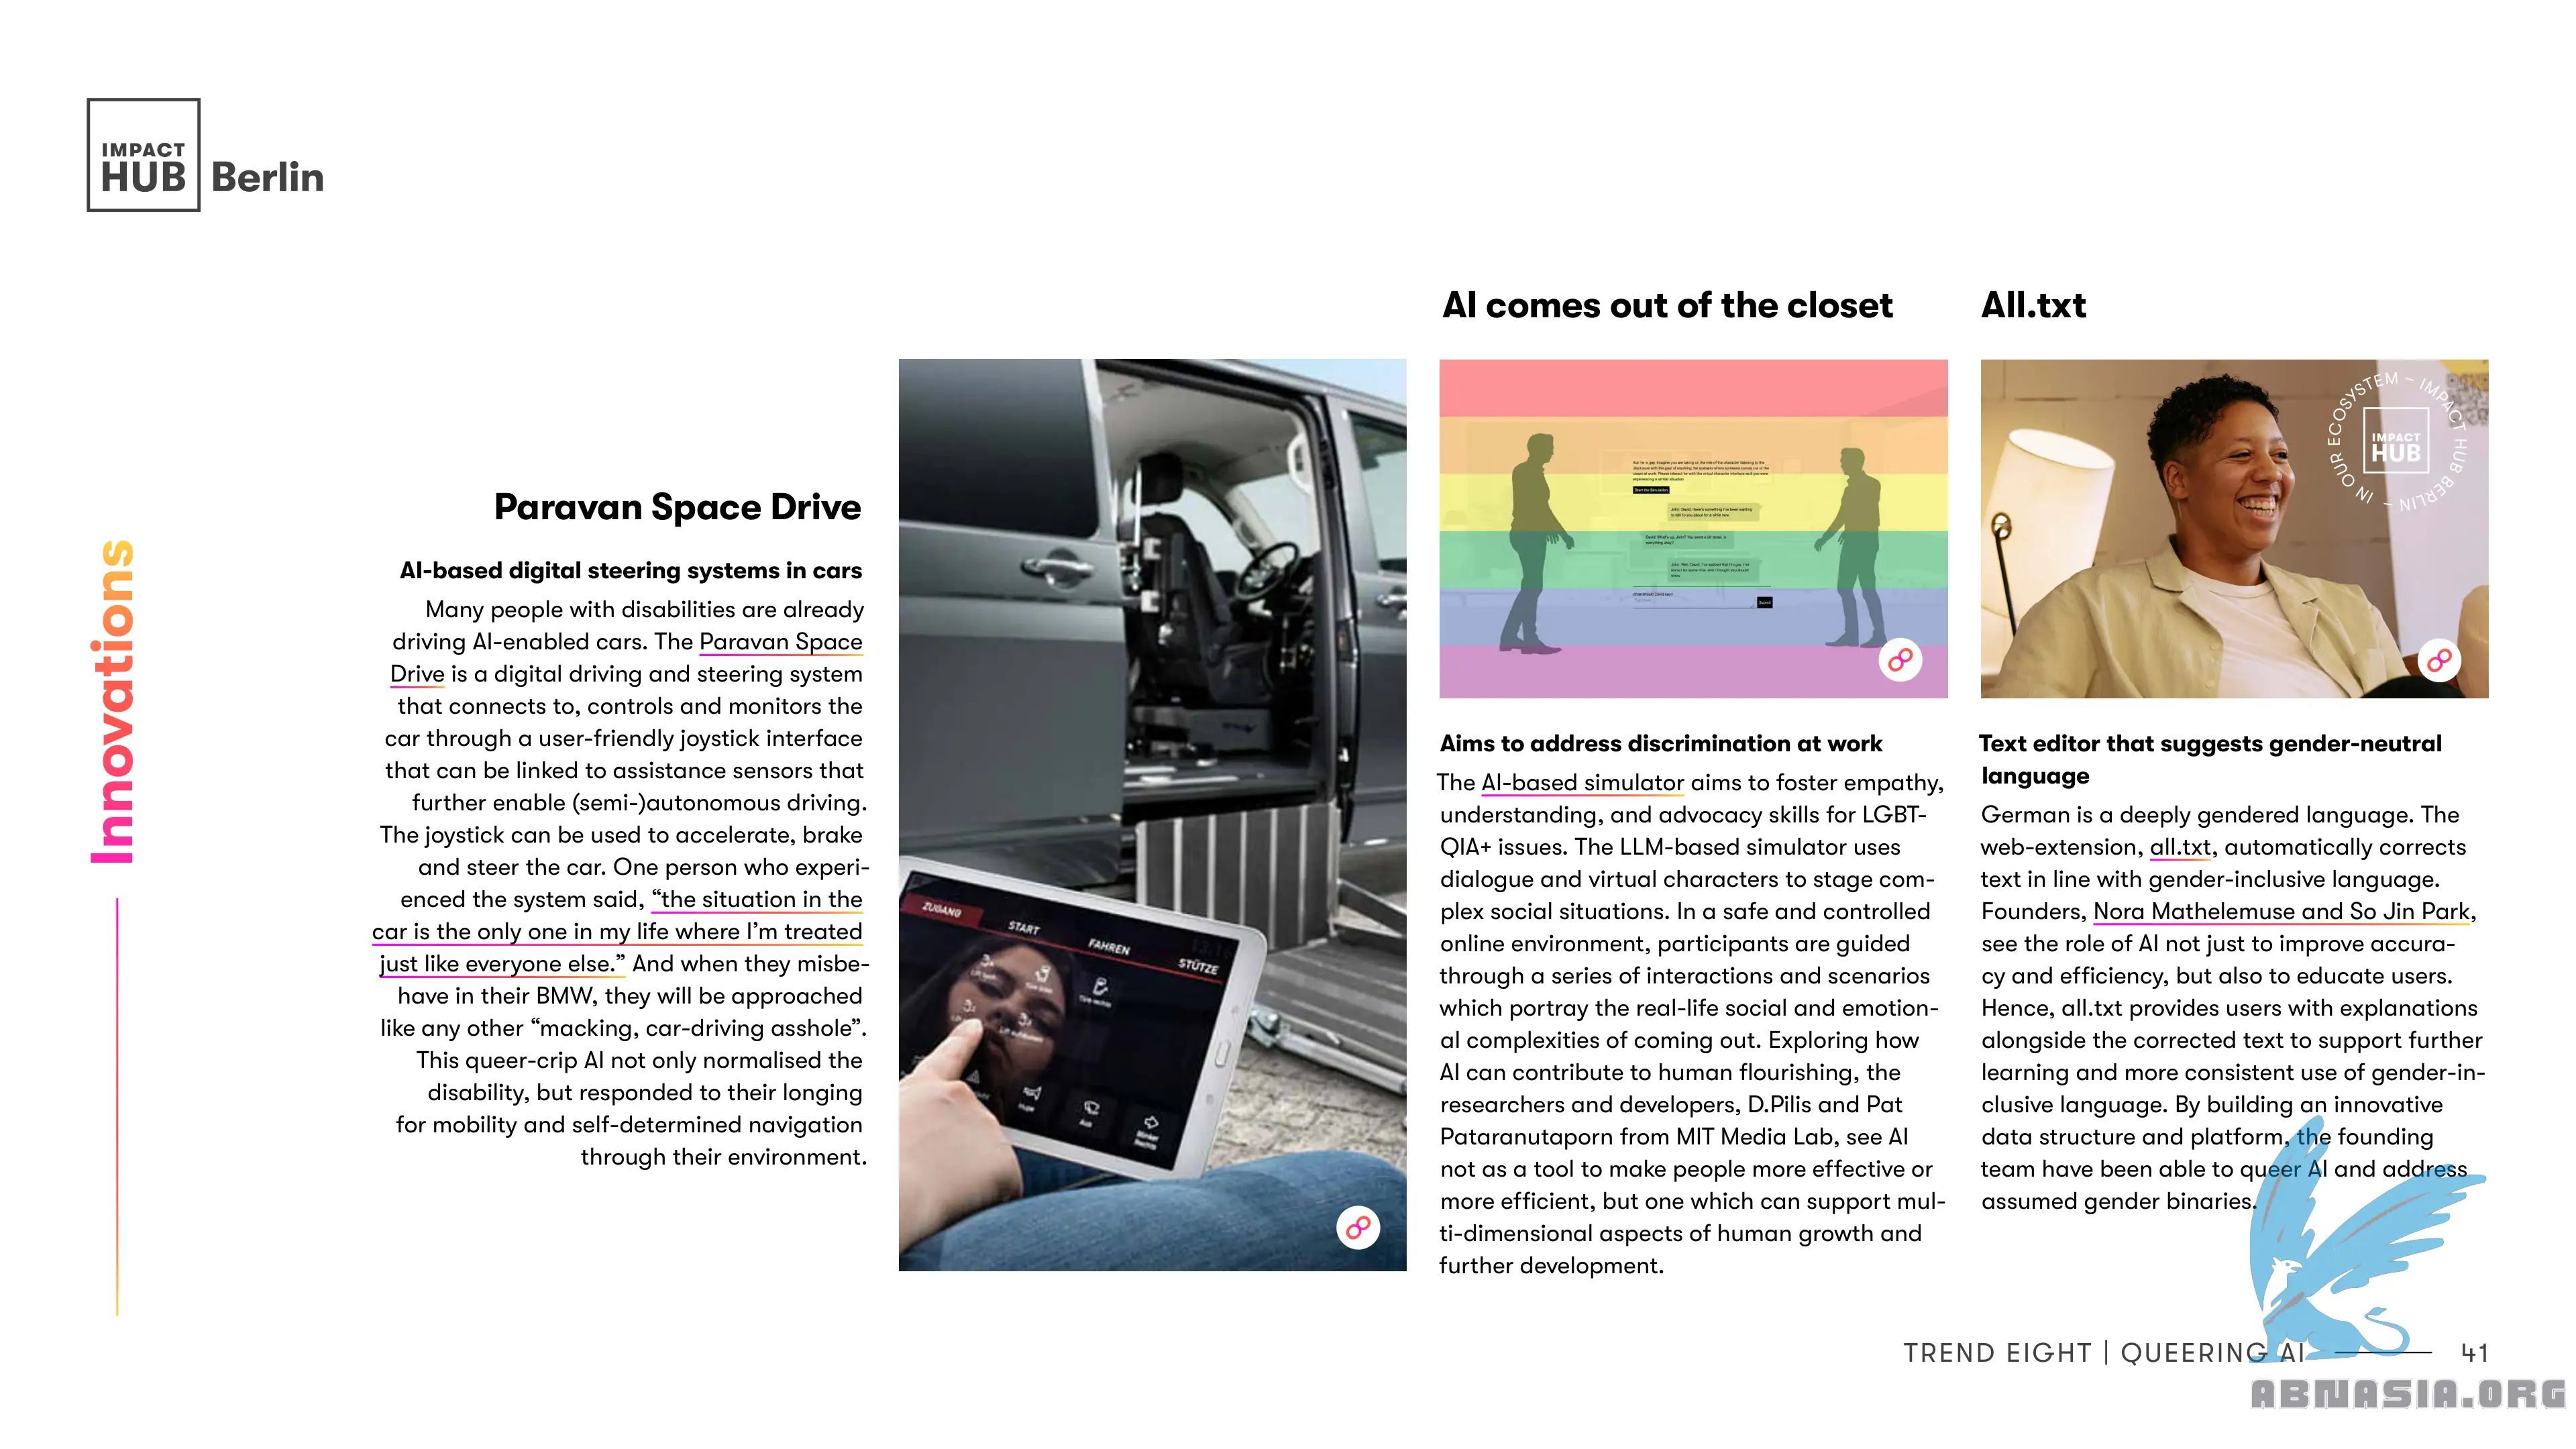 IMPACT
HUB Berlin
Innovations
Paravan Space Drive
AI-based digital steering systems in cars
Many people with disabilities are already
driving AI-enabled cars. The Paravan Space
Drive is a digital driving and steering system
that connects to, controls and monitors the
car through a user-friendly joystick interface
that can be linked to assistance sensors that
further enable (semi-)autonomous driving.
The joystick can be used to accelerate, brake
and steer the car. One person who experi-
enced the system said, “the situation in the
car is the only one in my life where I’m treated
just like everyone else.” And when they misbe-
have in their BMW, they will be approached
like any other “macking, car-driving asshole”.
This queer-crip AI not only normalised the
disability, but responded to their longing
for mobility and self-determined navigation
through their environment.
ZUGANG
START
FAHREN
STÜTZE
AI comes out of the closet
Aims to address discrimination at work
The AI-based simulator aims to foster empathy,
understanding, and advocacy skills for LGBT-
QIA+ issues. The LLM-based simulator uses
dialogue and virtual characters to stage com-
plex social situations. In a safe and controlled
online environment, participants are guided
through a series of interactions and scenarios
which portray the real-life social and emotion-
al complexities of coming out. Exploring how
AI can contribute to human flourishing, the
researchers and developers, D.Pilis and Pat
Pataranutaporn from MIT Media Lab, see AI
not as a tool to make people more effective or
more efficient, but one which can support mul-
ti-dimensional aspects of human growth and
further development.
All.txt
IN OUR ECOSYSTEM – IMPACT HUB BERLIN –
IMPACT
HUB
Text editor that suggests gender-neutral
language
German is a deeply gendered language. The
web-extension, all.txt, automatically corrects
text in line with gender-inclusive language.
Founders, Nora Mathelemuse and So Jin Park,
see the role of AI not just to improve accura-
cy and efficiency, but also to educate users.
Hence, all.txt provides users with explanations
alongside the corrected text to support further
learning and more consistent use of gender-in-
clusive language. By building an innovative
data structure and platform, the founding
team have been able to queer AI and address
assumed gender binaries.
TREND EIGHT | QUEERING AI
41
ABNASIA.ORG